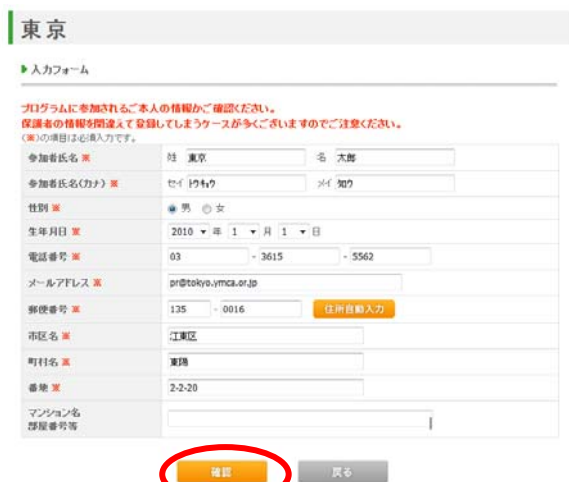 東京
入力フォーム
プログラムに参加されるご本人の情報かご確認ください。
保護者の情報を間違えて登録してしまうケースが多くございますのでご注意ください。
(※)の項目は必須入力です。
参加者氏名 ※ 姓 東京 名 太郎
参加者氏名(カナ) ※ セイ トウキョウ メイ タロウ
性別 ※ 男 女
生年月日 ※ 2010 年 1 月 1 日
電話番号 ※ 03 - 3615 - 5562
メールアドレス ※ pr@tokyo.ymca.or.jp
郵便番号 ※ 135 - 0016 住所自動入力
市区名 ※ 江東区
町村名 ※ 東陽
番地 ※ 2-2-20
マンション名
部屋番号等
確認 戻る